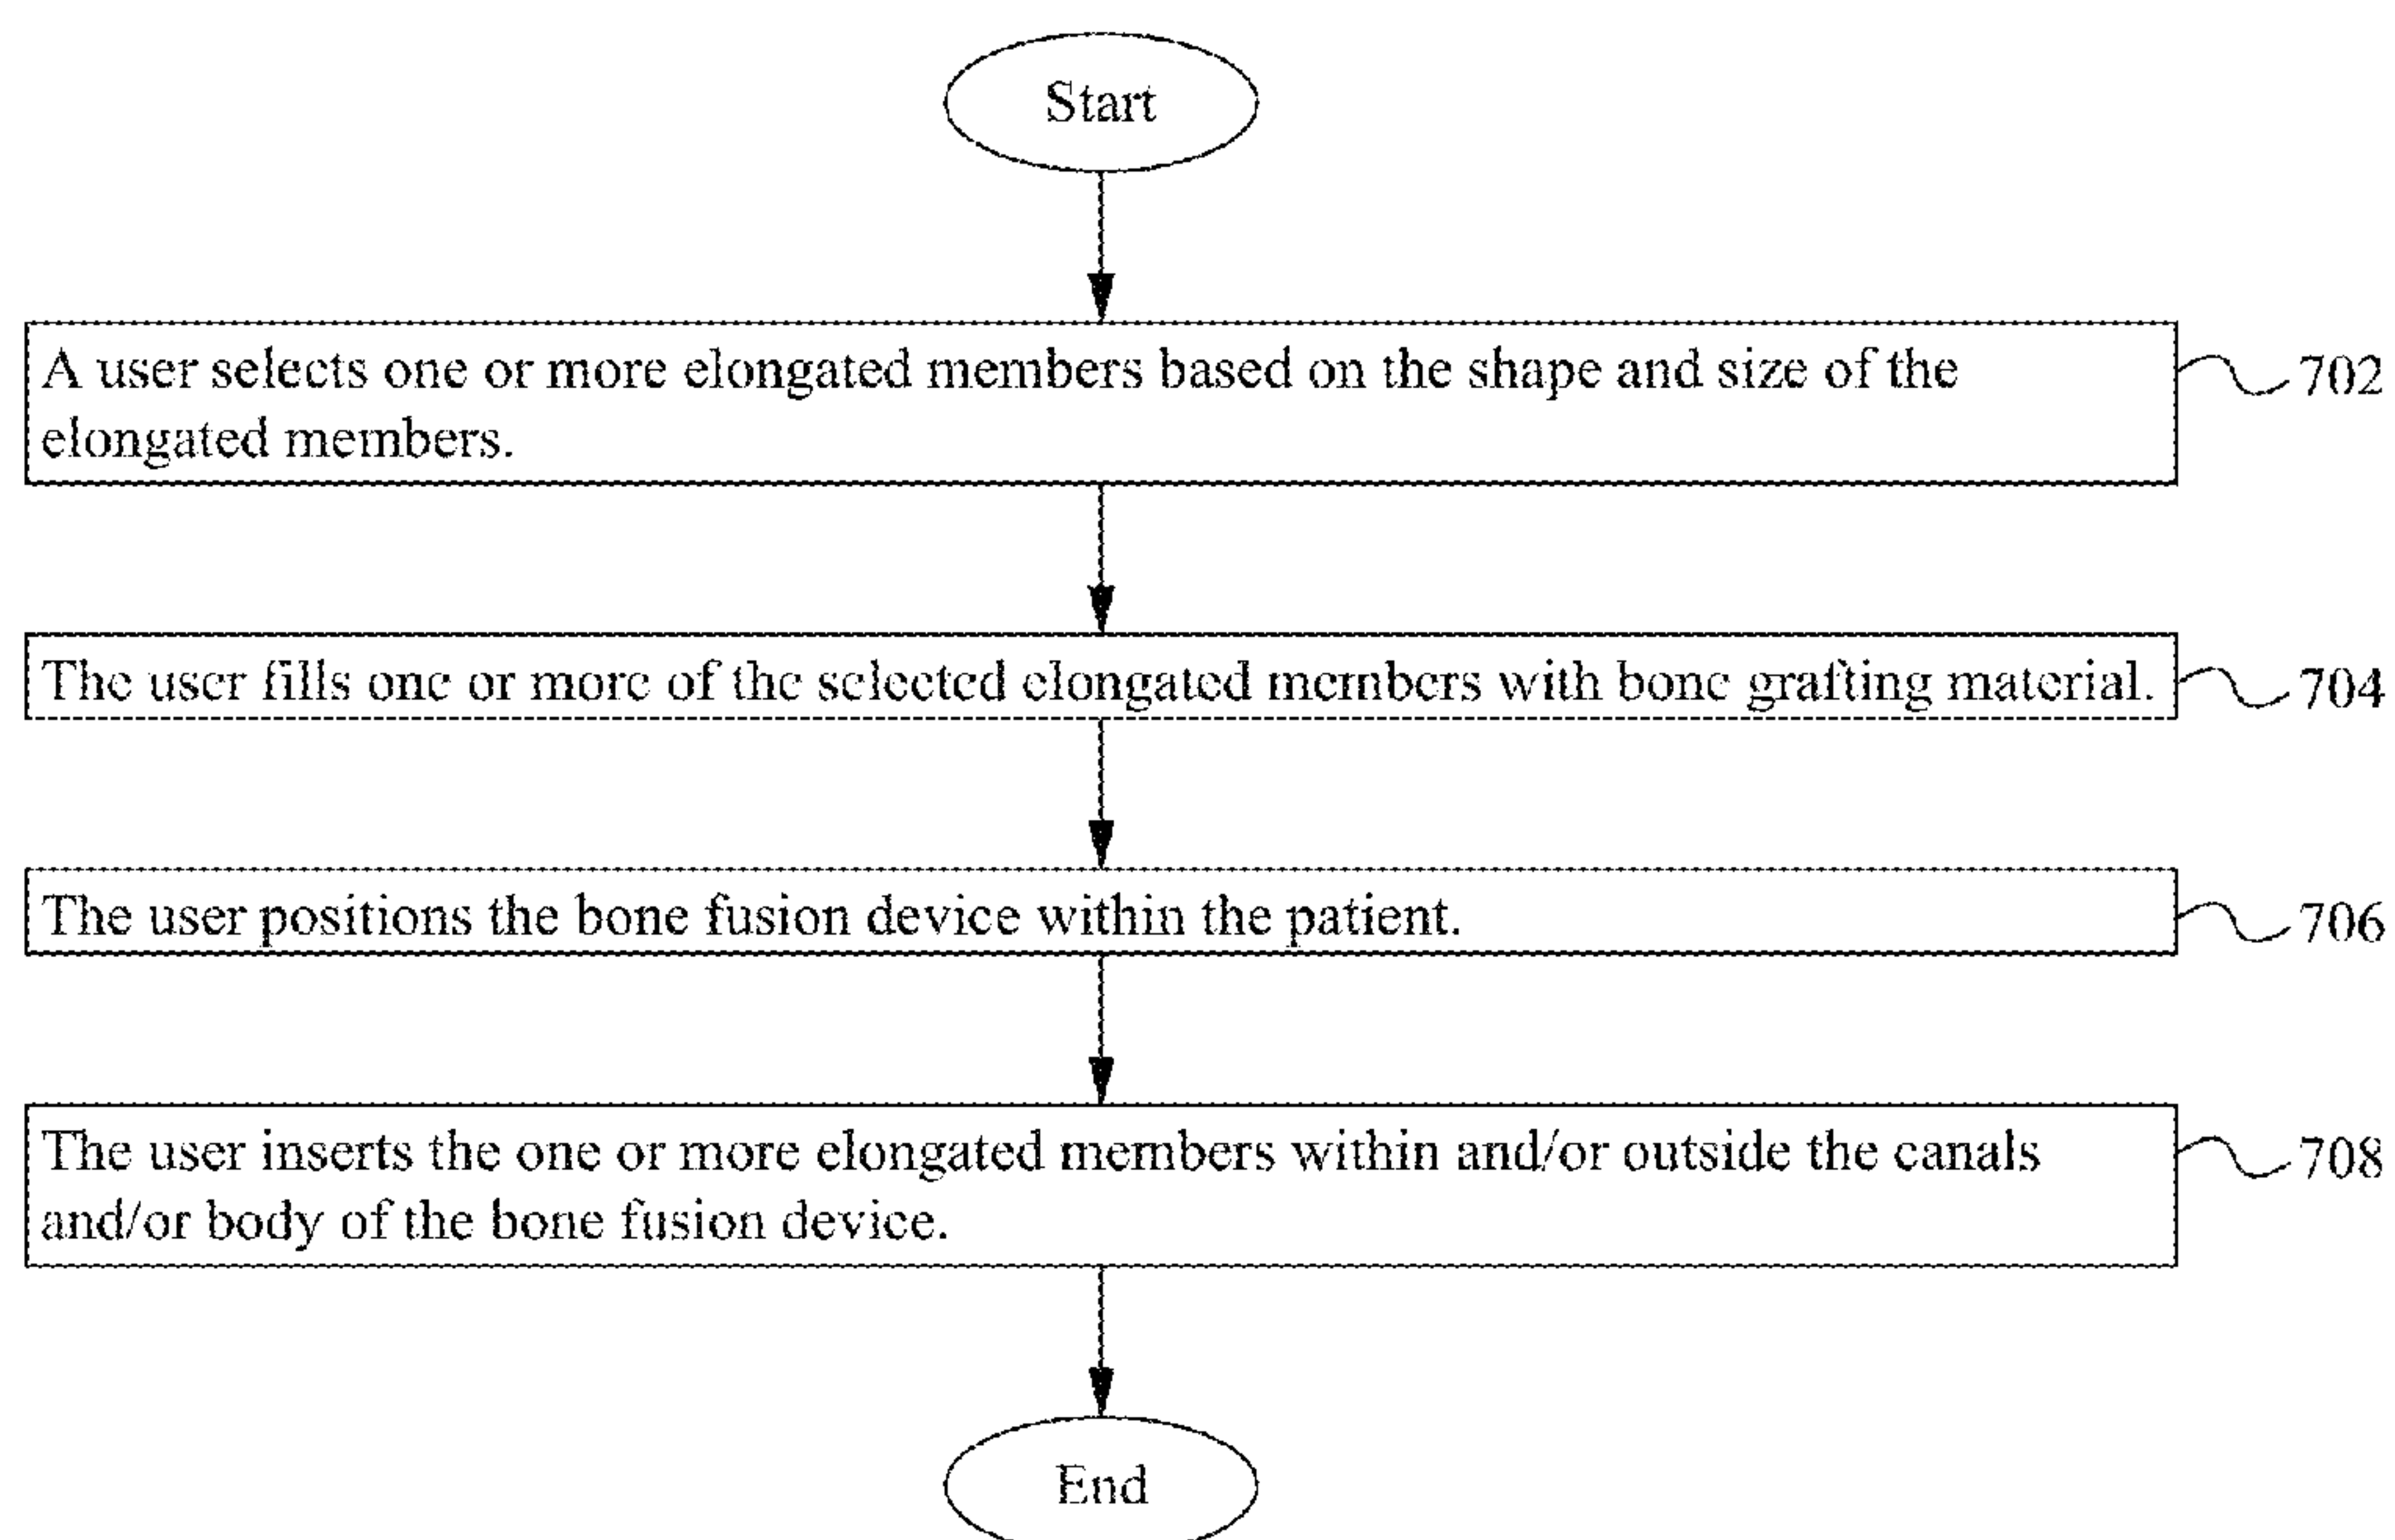 Start
A user selects one or more elongated members based on the shape and size of the
elongated members.
702
The user fills one or more of the selected elongated members with bone grafting material.
704
The user positions the bone fusion device within the patient.
706
The user inserts the one or more elongated members within and/or outside the canals
and/or body of the bone fusion device.
708
End